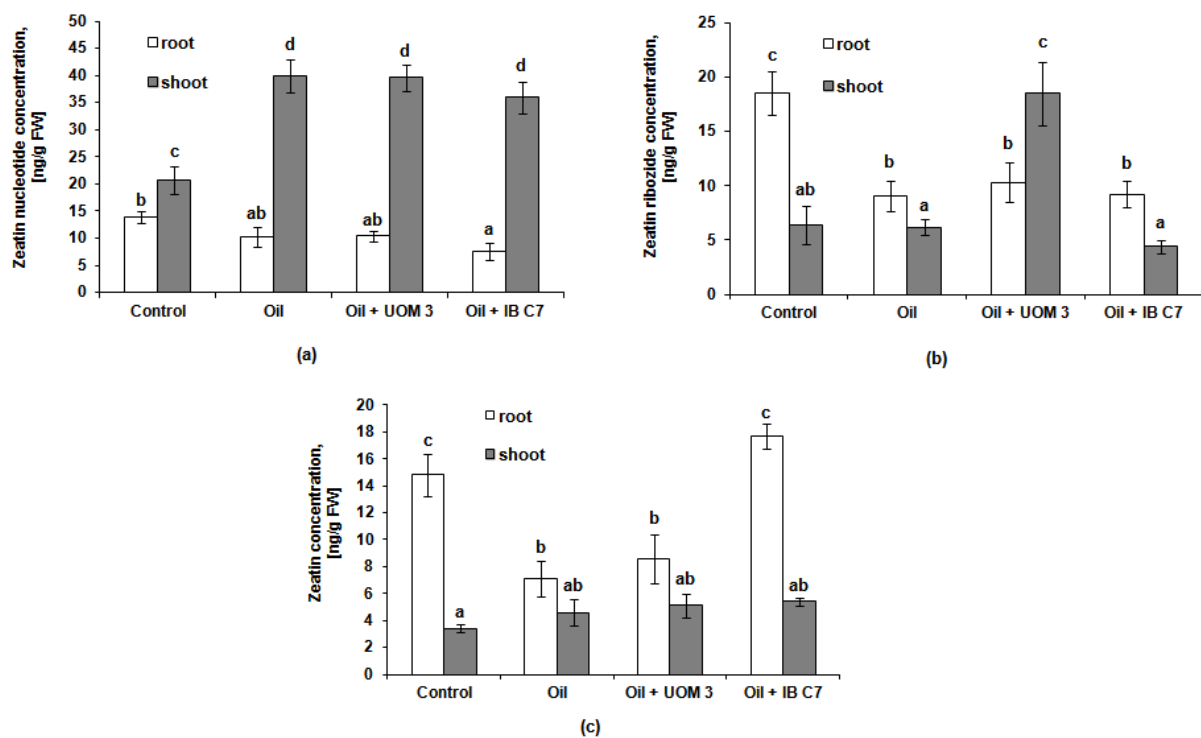 Zeatin nucleotide concentration,
[ng/g FW]
50
45
40
35
30
25
20
15
10
5
0
root
shoot
b
c
ab
d
ab
d
a
d
Control
Oil
Oil + UOM 3
Oil + IB C7
(a)
Zeatin ribozide concentration,
[ng/g FW]
25
20
15
10
5
0
root
shoot
c
ab
b
a
b
c
b
a
Control
Oil
Oil + UOM 3
Oil + IB C7
(b)
Zeatin concentration,
[ng/g FW]
20
18
16
14
12
10
8
6
4
2
0
root
shoot
c
a
b
ab
b
ab
c
ab
Control
Oil
Oil + UOM 3
Oil + IB C7
(c)